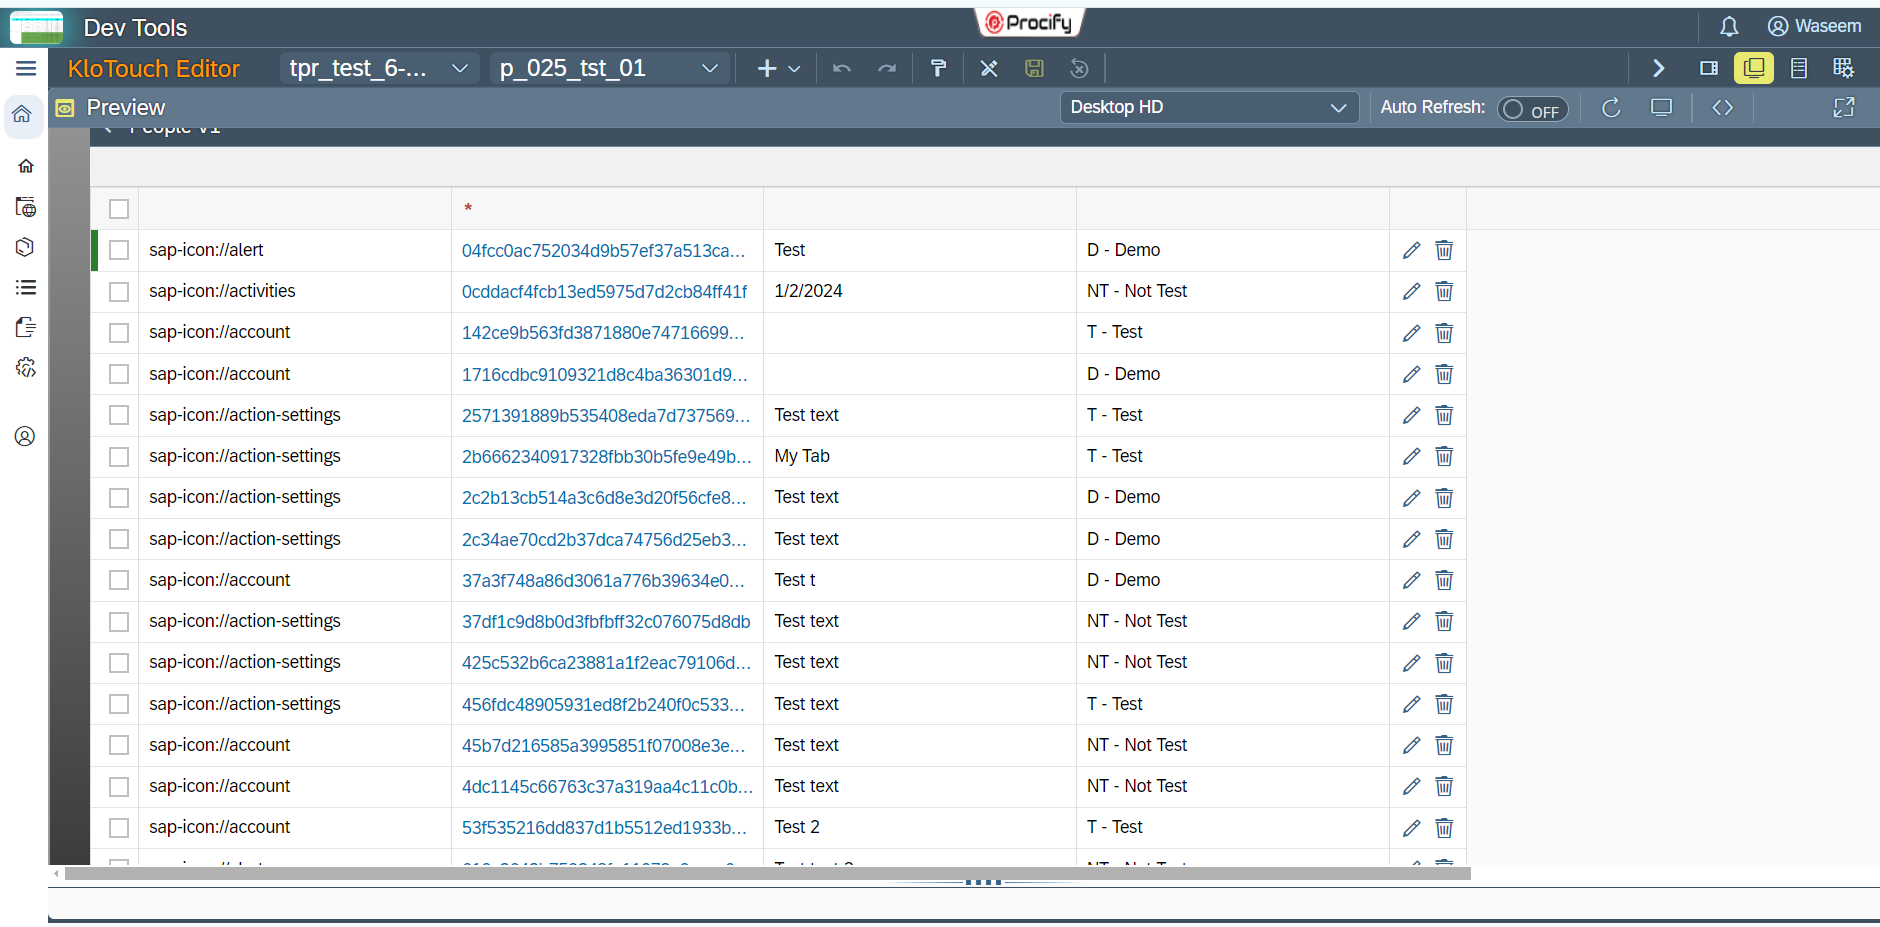 Dev Tools
Procify
Waseem
KloTouch Editor
tpr_test_6-...
p_025_tst_01
Preview
Desktop HD
Auto Refresh:
OFF
People V1
*
sap-icon://alert 04fcc0ac752034d9b57ef37a513ca... Test D - Demo
sap-icon://activities 0cddacf4fcb13ed5975d7d2cb84ff41f 1/2/2024 NT - Not Test
sap-icon://account 142ce9b563fd3871880e74716699... T - Test
sap-icon://account 1716cdbc9109321d8c4ba36301d9... D - Demo
sap-icon://action-settings 2571391889b535408eda7d737569... Test text T - Test
sap-icon://action-settings 2b6662340917328fbb30b5fe9e49b... My Tab T - Test
sap-icon://action-settings 2c2b13cb514a3c6d8e3d20f56cfe8... Test text D - Demo
sap-icon://action-settings 2c34ae70cd2b37dca74756d25eb3... Test text D - Demo
sap-icon://account 37a3f748a86d3061a776b39634e0... Test t D - Demo
sap-icon://action-settings 37df1c9d8b0d3fbfbff32c076075d8db Test text NT - Not Test
sap-icon://action-settings 425c532b6ca23881a1f2eac79106d... Test text NT - Not Test
sap-icon://action-settings 456fdc48905931ed8f2b240f0c533... Test text T - Test
sap-icon://account 45b7d216585a3995851f07008e3e... Test text NT - Not Test
sap-icon://account 4dc1145c66763c37a319aa4c11c0b... Test text NT - Not Test
sap-icon://account 53f535216dd837d1b5512ed1933b... Test 2 T - Test